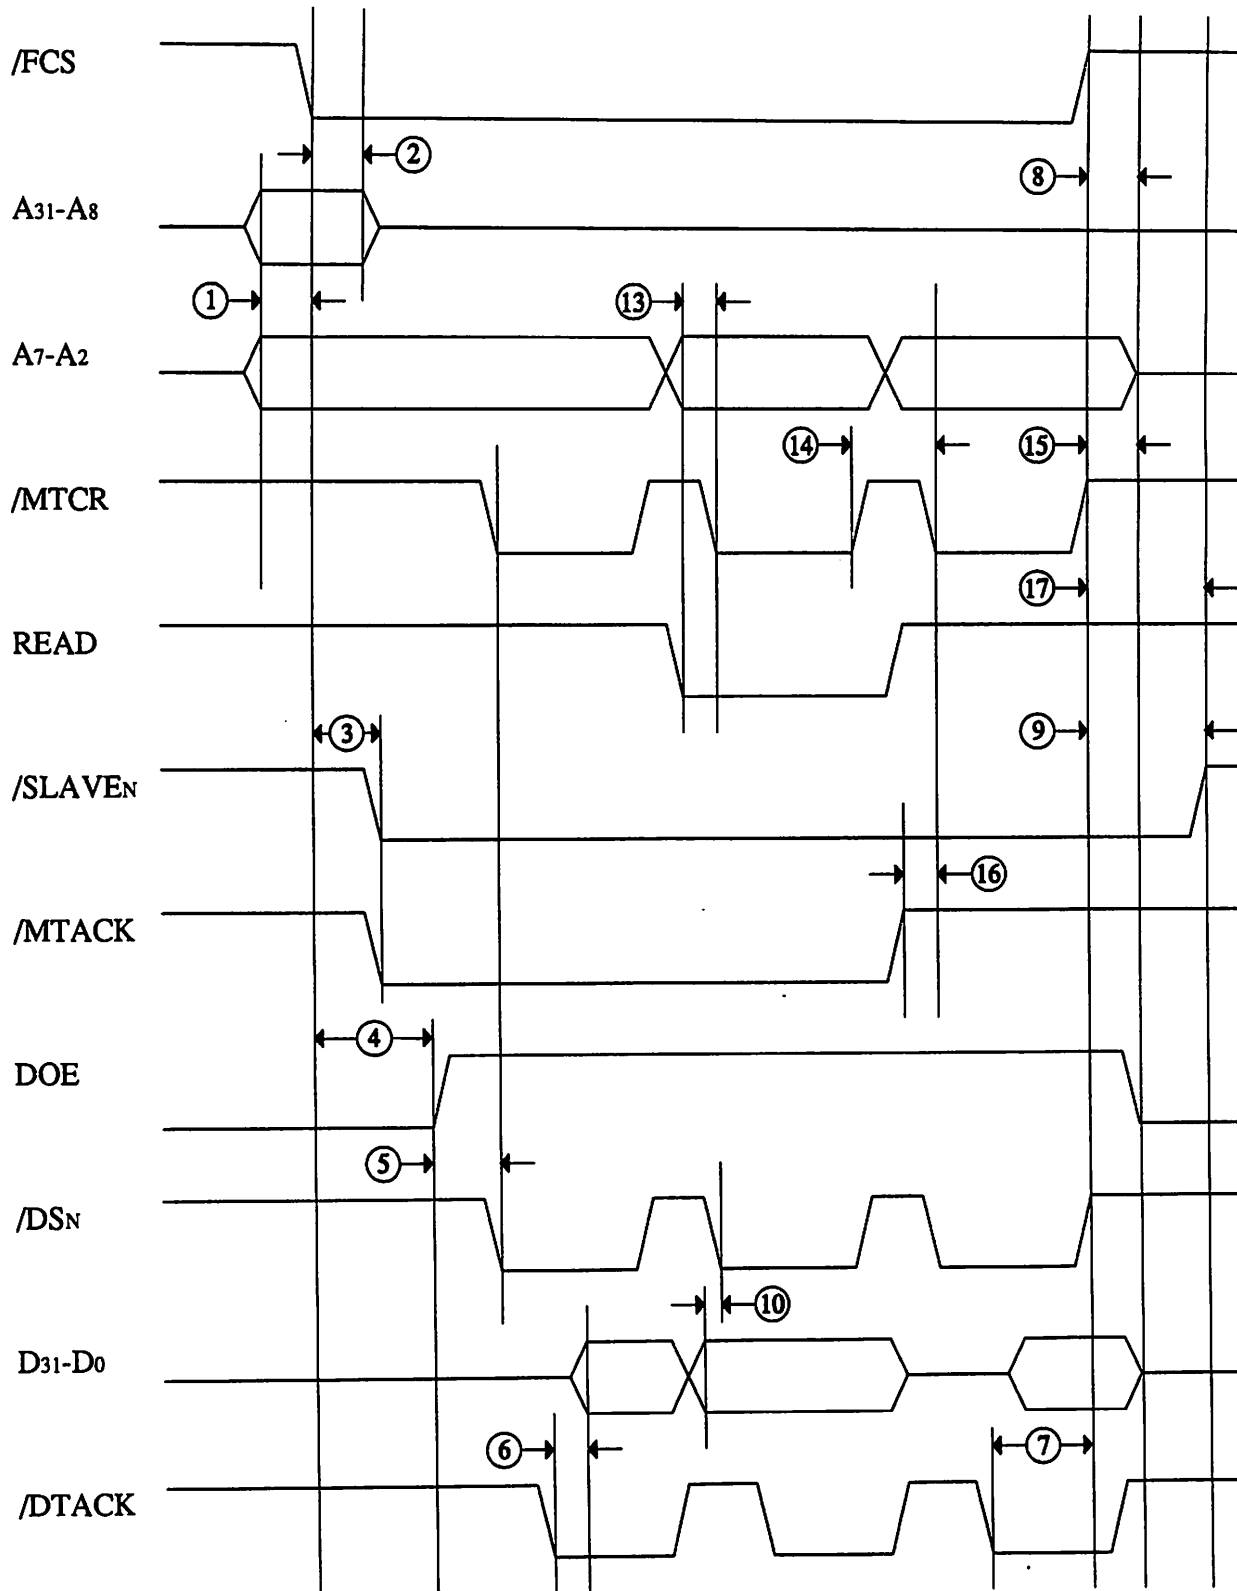 /FCS
②
⑧
A31-A8
① ⑬
A7-A2
⑭ ⑮
/MTCR
⑰
READ
③ ⑨
/SLAVEN
⑯
/MTACK
④
DOE
⑤
/DSN
⑩
D31-D0
⑥ ⑦
/DTACK